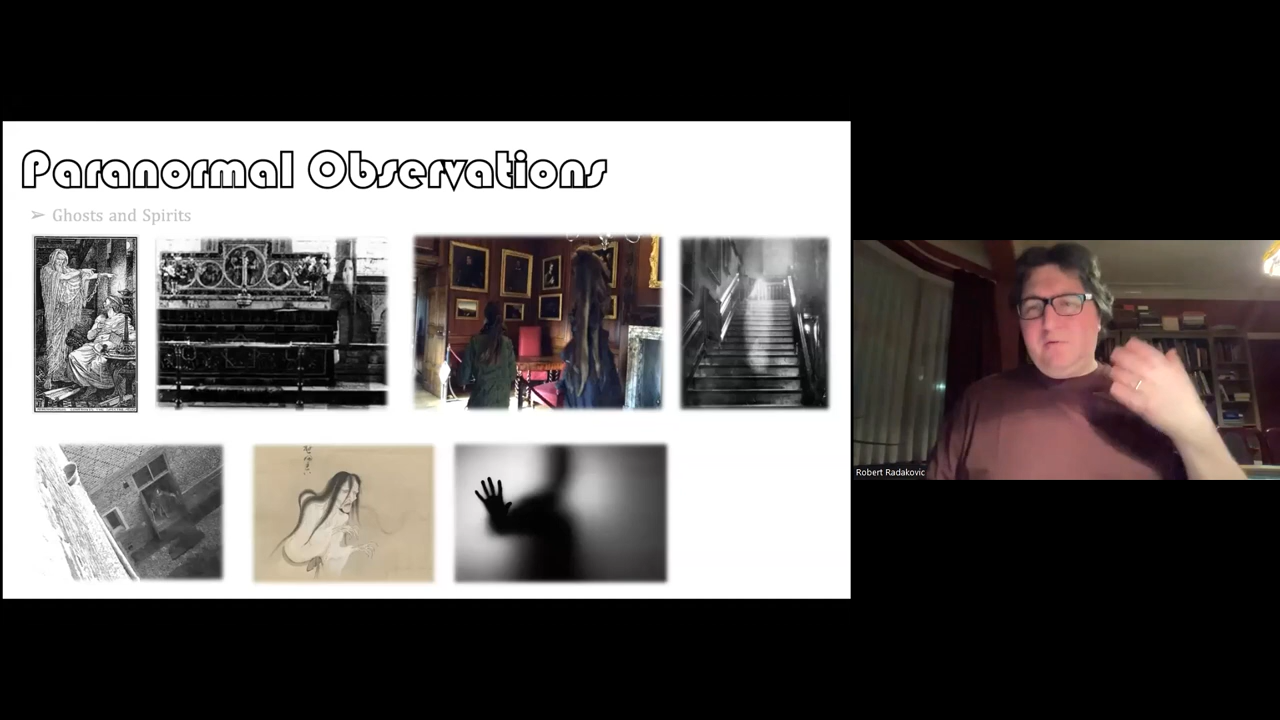 Paranormal Observations
➢ Ghosts and Spirits
Robert Radakovic